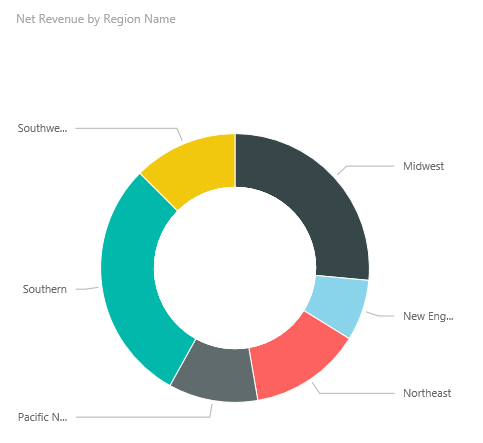 Net Revenue by Region Name
Southwe...
Midwest
Southern
New Eng...
Northeast
Pacific N...